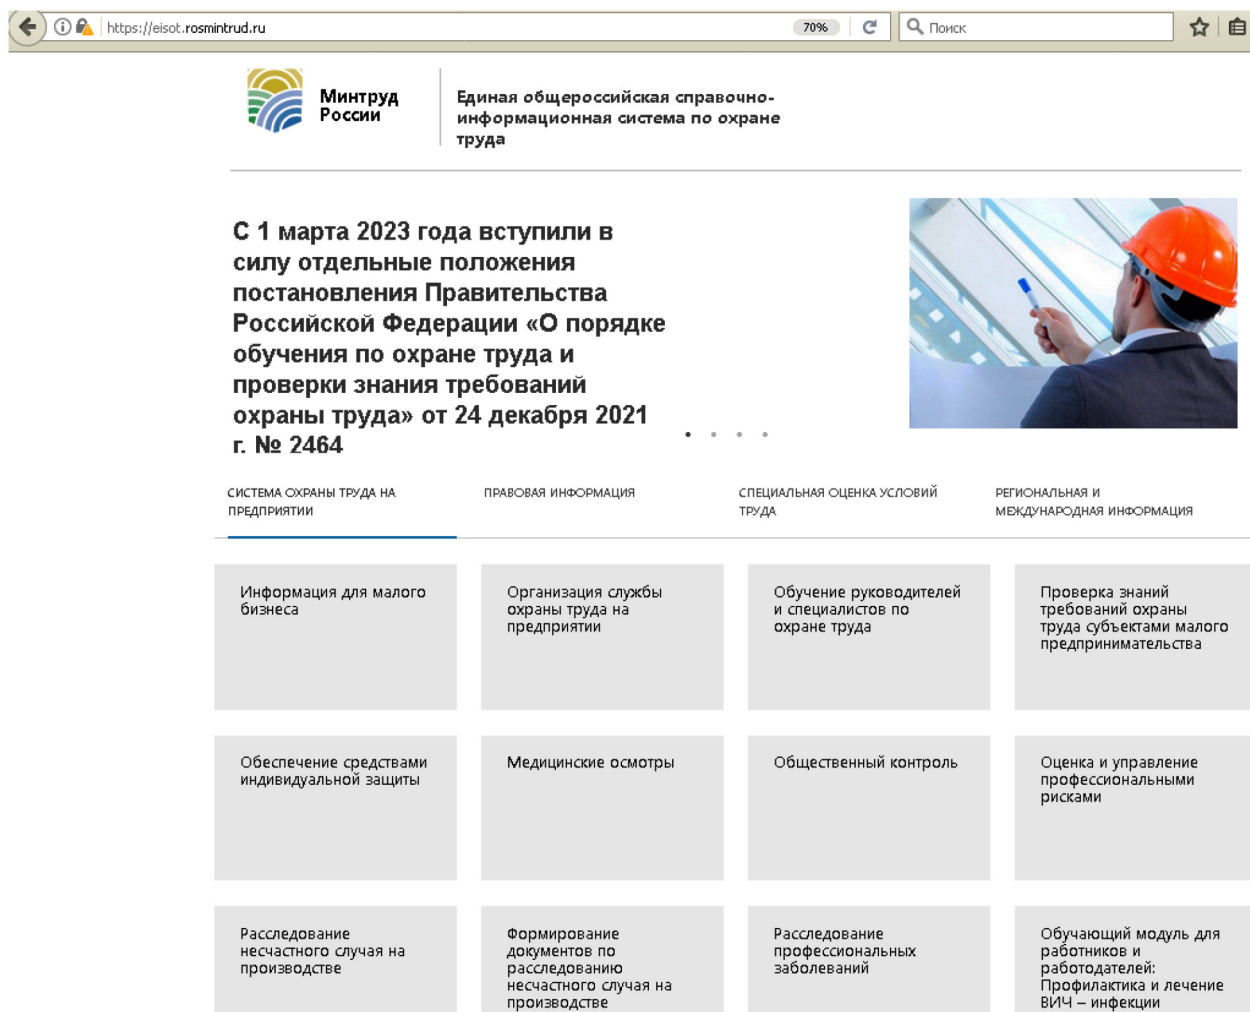 https://eisot.rosmintrud.ru
70%
Поиск
Минтруд
России
Единая общероссийская справочно-
информационная система по охране
труда
С 1 марта 2023 года вступили в
силу отдельные положения
постановления Правительства
Российской Федерации «О порядке
обучения по охране труда и
проверки знания требований
охраны труда» от 24 декабря 2021
г. № 2464
СИСТЕМА ОХРАНЫ ТРУДА НА
ПРЕДПРИЯТИИ
ПРАВОВАЯ ИНФОРМАЦИЯ
СПЕЦИАЛЬНАЯ ОЦЕНКА УСЛОВИЙ
ТРУДА
РЕГИОНАЛЬНАЯ И
МЕЖДУНАРОДНАЯ ИНФОРМАЦИЯ
Информация для малого
бизнеса
Организация службы
охраны труда на
предприятии
Обучение руководителей
и специалистов по
охране труда
Проверка знаний
требований охраны
труда субъектами малого
предпринимательства
Обеспечение средствами
индивидуальной защиты
Медицинские осмотры
Общественный контроль
Оценка и управление
профессиональными
рисками
Расследование
несчастного случая на
производстве
Формирование
документов по
расследованию
несчастного случая на
производстве
Расследование
профессиональных
заболеваний
Обучающий модуль для
работников и
работодателей:
Профилактика и лечение
ВИЧ – инфекции